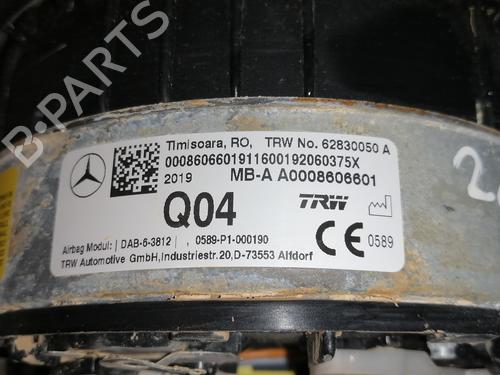 B-PARTS
Timisoara, RO, TRW No. 62830050 A
0008606601911600192060375X
2019 MB-A A0008606601
Q04 TRW
CE 0589
Airbag Modul: | DAB-6-3812 | , 0589-P1-000190
TRW Automotive GmbH,Industriestr.20,D-73553 Alfdorf